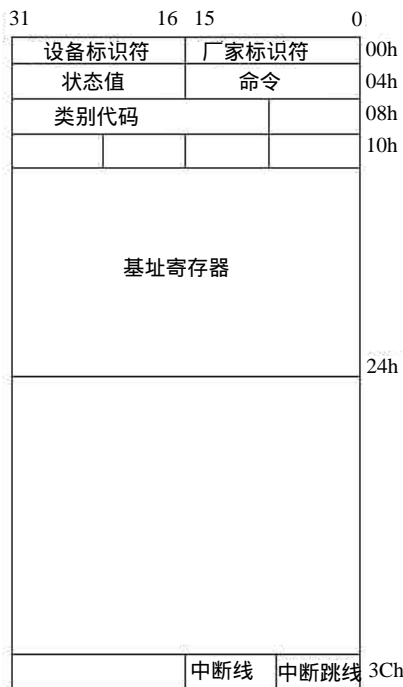 31 16 15 0
设备标识符 厂家标识符 00h
状态值 命令 04h
类别代码 08h
10h
基址寄存器
24h
中断线 中断跳线 3Ch